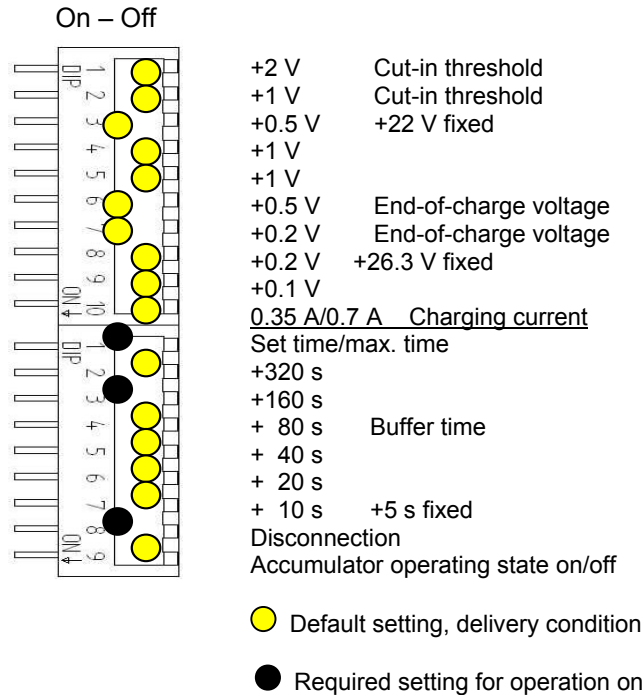 On – Off
DIP 1 2 3 4 5 6 7 8 9 10 ON
DIP 1 2 3 4 5 6 7 8 9 ON
+2 V Cut-in threshold
+1 V Cut-in threshold
+0.5 V +22 V fixed
+1 V
+1 V
+0.5 V End-of-charge voltage
+0.2 V End-of-charge voltage
+0.2 V +26.3 V fixed
+0.1 V
0.35 A/0.7 A Charging current
Set time/max. time
+320 s
+160 s
+ 80 s Buffer time
+ 40 s
+ 20 s
+ 10 s +5 s fixed
Disconnection
Accumulator operating state on/off
Default setting, delivery condition
Required setting for operation on